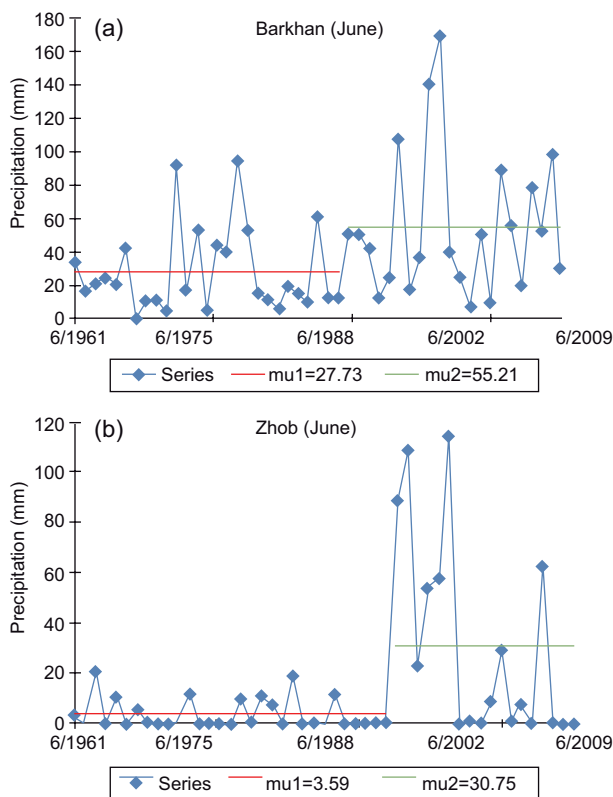 (a)
Barkhan (June)
Precipitation (mm)
180
160
140
120
100
80
60
40
20
0
6/1961 6/1975 6/1988 6/2002 6/2009
Series mu1=27.73 mu2=55.21
(b)
Zhob (June)
Precipitation (mm)
120
100
80
60
40
20
0
6/1961 6/1975 6/1988 6/2002 6/2009
Series mu1=3.59 mu2=30.75